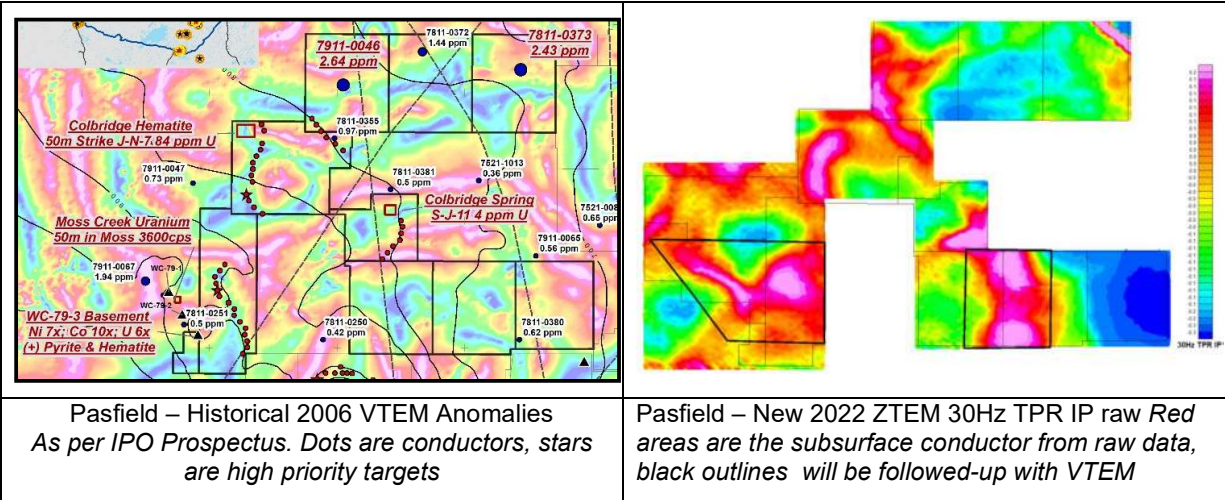 7911-0046
2.64 ppm
7811-0372
1.44 ppm
7811-0373
2.43 ppm
Colbridge Hematite
50m Strike J-N-7.84 ppm U
7811-0355
0.97 ppm
7911-0047
0.73 ppm
7811-0381
0.5 ppm
7521-1013
0.36 ppm
Colbridge Spring
S-J-11 4 ppm U
Moss Creek Uranium
50m in Moss 3600cps
0.65 ppm
7911-0065
0.56 ppm
7911-0067
1.94 ppm
WC-79-1
WC-79-2
7811-0251
0.5 ppm
WC-79-3 Basement
Ni 7x; Co 10x; U 6x
(+) Pyrite & Hematite
7811-0250
0.42 ppm
7811-0380
0.62 ppm
30Hz TPR IP
Pasfield – Historical 2006 VTEM Anomalies
As per IPO Prospectus. Dots are conductors, stars
are high priority targets
Pasfield – New 2022 ZTEM 30Hz TPR IP raw Red
areas are the subsurface conductor from raw data,
black outlines will be followed-up with VTEM